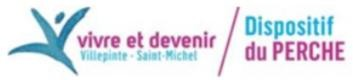 vivre et devenir
Villepinte - Saint-Michel
Dispositif
du PERCHE